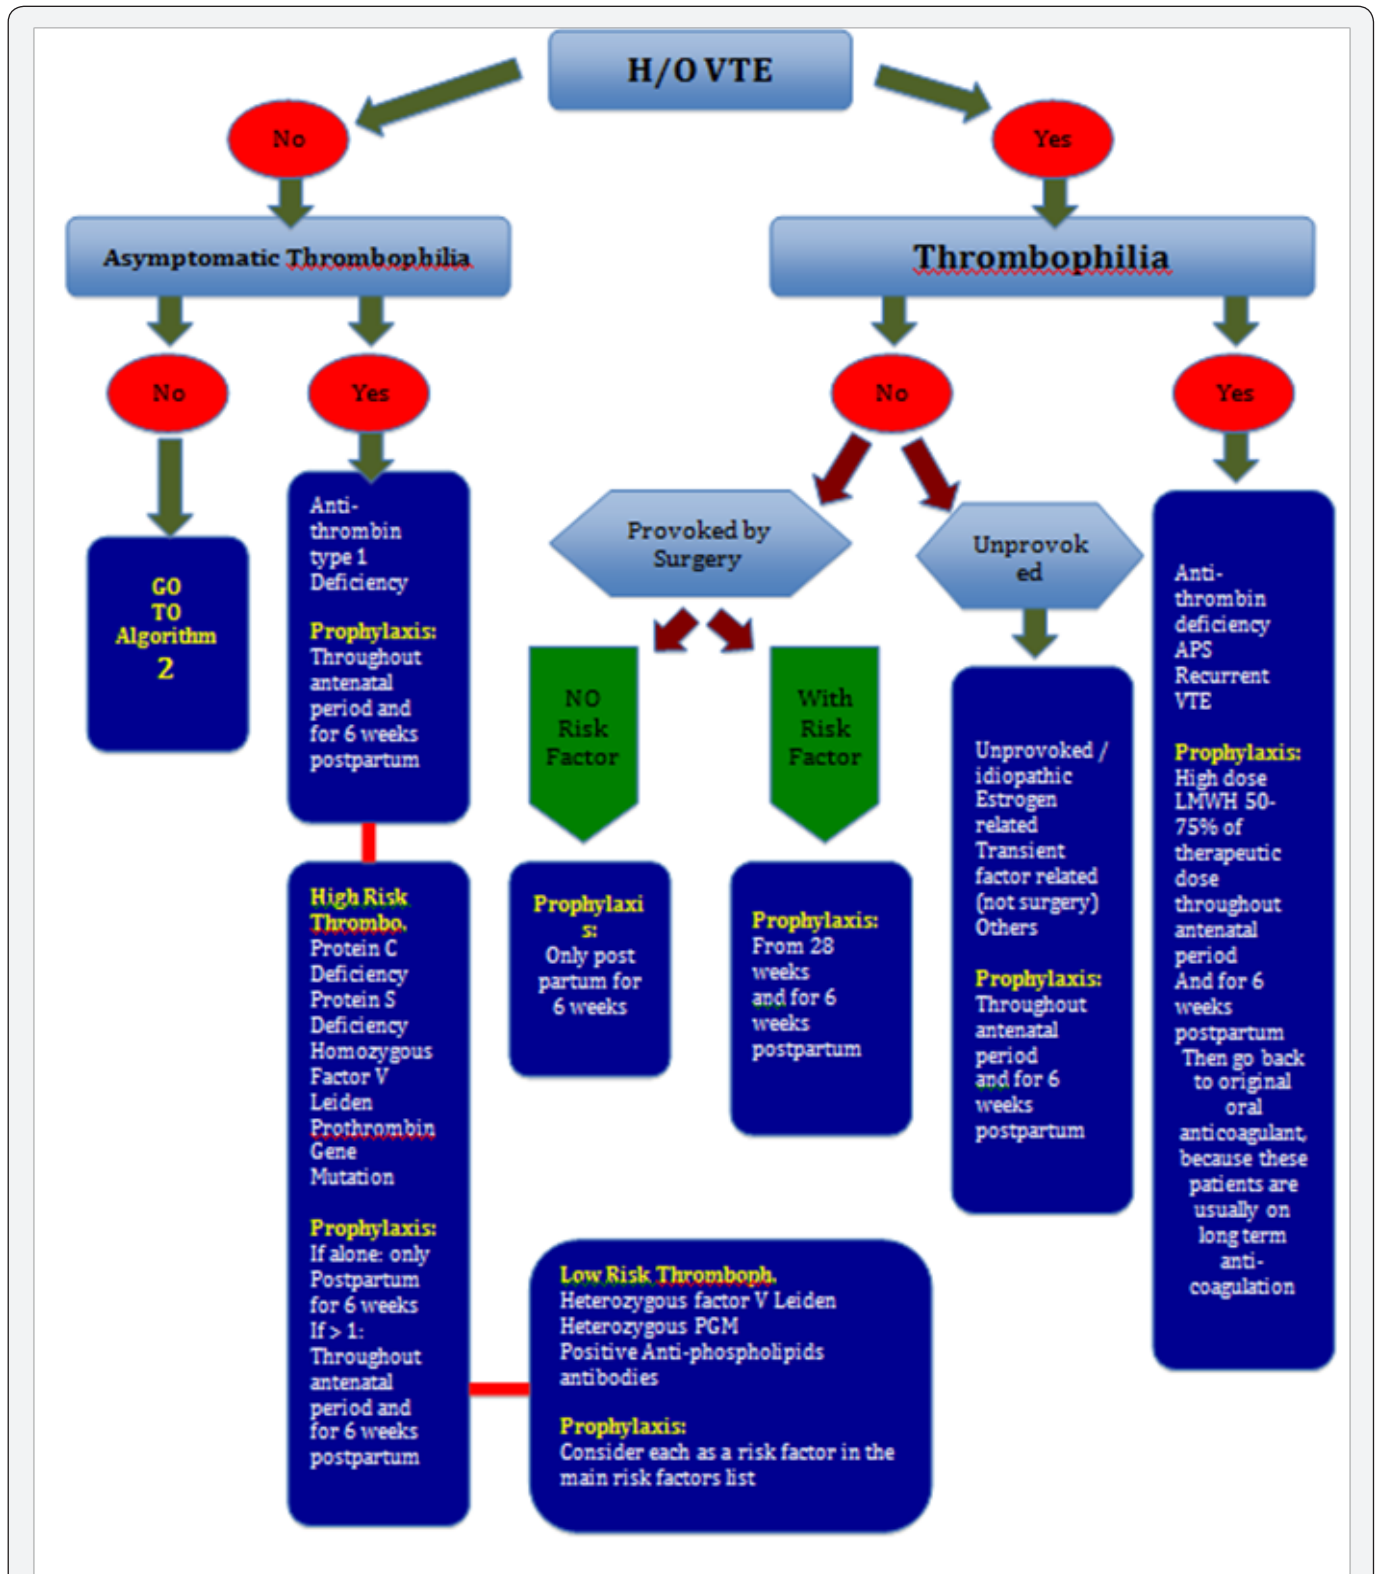 H/O VTE
No
Yes
Asymptomatic Thrombophilia
Thrombophilia
No
Yes
No
Yes
GO
TO
Algorithm
2
Anti-
thrombin
type 1
Deficiency
Prophylaxis:
Throughout
antenatal
period and
for 6 weeks
postpartum
High Risk
Thrombo.
Protein C
Deficiency
Protein S
Deficiency
Homozygous
Factor V
Leiden
Prothrombin
Gene
Mutation
Prophylaxis:
If alone: only
Postpartum
for 6 weeks
If > 1:
Throughout
antenatal
period and
for 6 weeks
postpartum
Low Risk Thromboph.
Heterozygous factor V Leiden
Heterozygous PGM
Positive Anti-phospholipids
antibodies
Prophylaxis:
Consider each as a risk factor in the
main risk factors list
Provoked by
Surgery
NO
Risk
Factor
With
Risk
Factor
Prophylaxi
s:
Only post
partum for
6 weeks
Prophylaxis:
From 28
weeks
and for 6
weeks
postpartum
Unprovok
ed
Unprovoked /
idiopathic
Estrogen
related
Transient
factor related
(not surgery)
Others
Prophylaxis:
Throughout
antenatal
period
and for 6
weeks
postpartum
Anti-
thrombin
deficiency
APS
Recurrent
VTE
Prophylaxis:
High dose
LMWH 50-
75% of
therapeutic
dose
throughout
antenatal
period
And for 6
weeks
postpartum
Then go back
to original
oral
anticoagulant,
because these
patients are
usually on
long term
anti-
coagulation